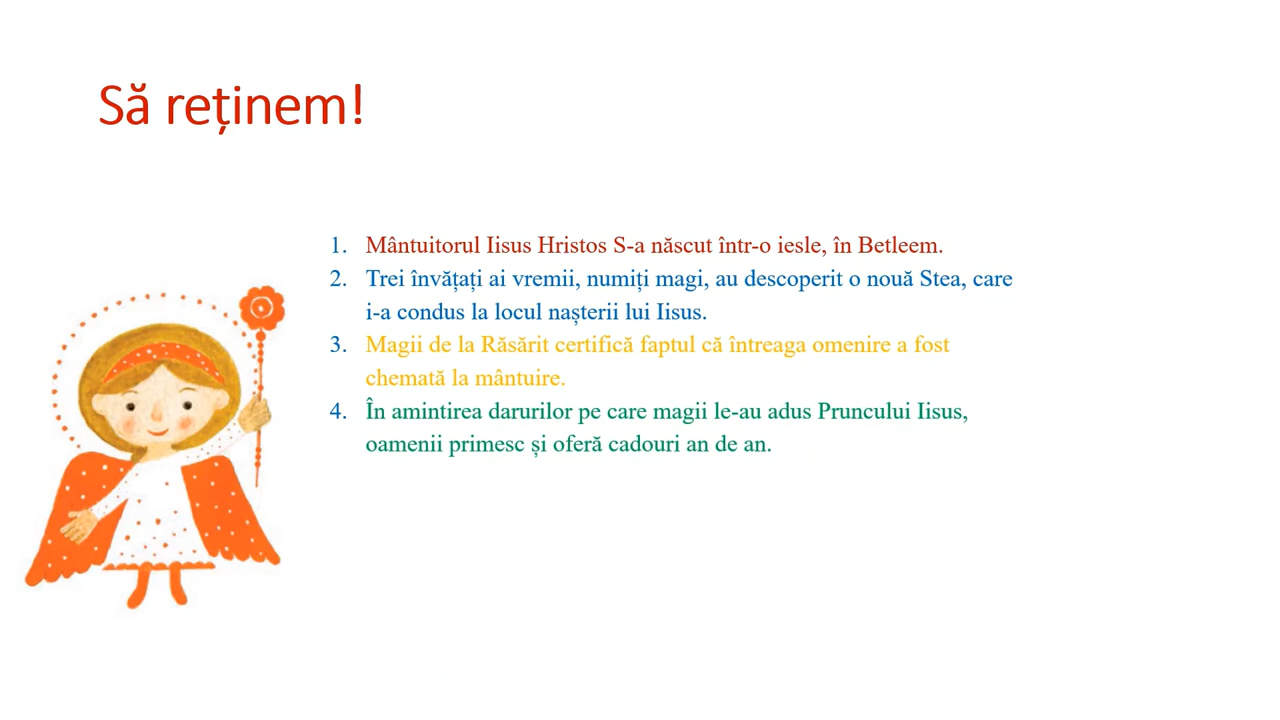 Să reținem!
1. Mântuitorul Iisus Hristos S-a născut într-o iesle, în Betleem.
2. Trei învățați ai vremii, numiți magi, au descoperit o nouă Stea, care
i-a condus la locul nașterii lui Iisus.
3. Magii de la Răsărit certifică faptul că întreaga omenire a fost
chemată la mântuire.
4. În amintirea darurilor pe care magii le-au adus Pruncului Iisus,
oamenii primesc și oferă cadouri an de an.